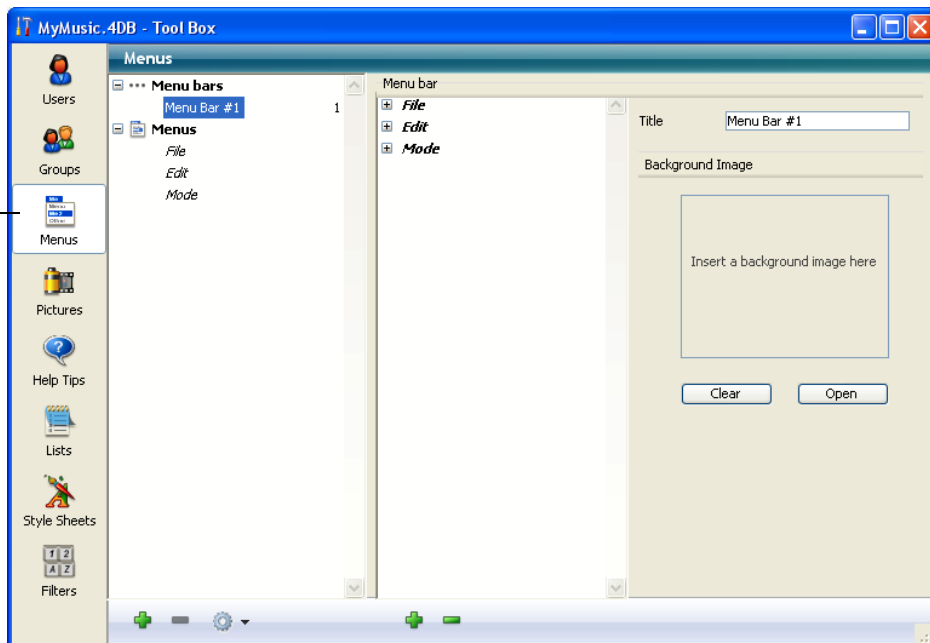 MyMusic.4DB - Tool Box
Menus
Users
Groups
Menus
Pictures
Help Tips
Lists
Style Sheets
Filters
Menu bars
Menu Bar #1 1
Menus
File
Edit
Mode
Menu bar
File
Edit
Mode
Title Menu Bar #1
Background Image
Insert a background image here
Clear Open